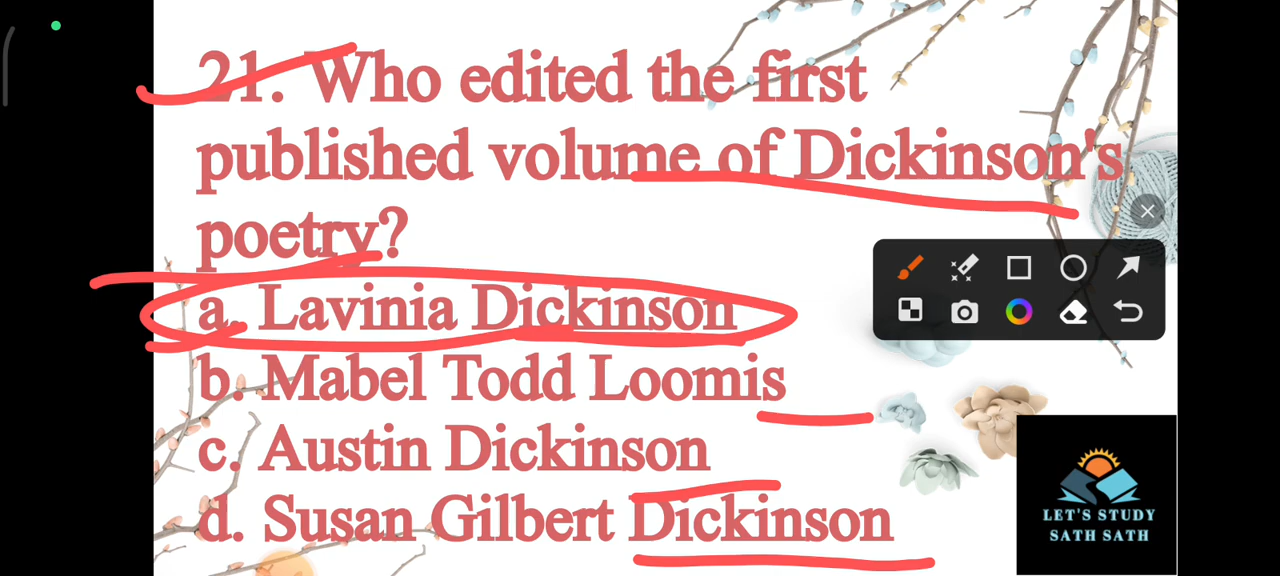 21. Who edited the first
published volume of Dickinson's
poetry?
a. Lavinia Dickinson
b. Mabel Todd Loomis
c. Austin Dickinson
d. Susan Gilbert Dickinson
LET'S STUDY
SATH SATH